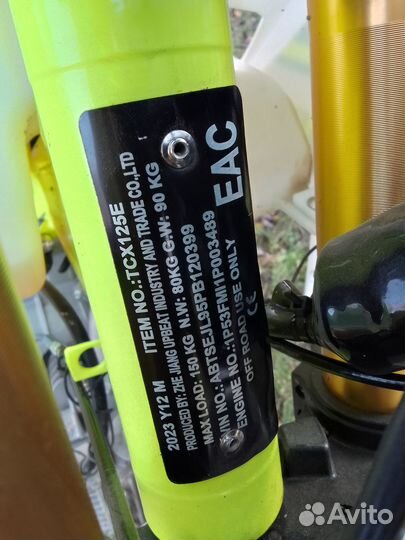 2023 Y12 M ITEM NO.:TCX125E
PRODUCED BY: ZHE JIANG UPBEAT INDUSTRY AND TRADE CO.,LTD
MAX.LOAD: 150 KG N.W: 80KG G.W: 90 KG
VIN NO.: ABTSEJL95PB120399
ENGINE NO.:1P53FMI1P003489
OFF ROAD USE ONLY CE
EAC
Avito